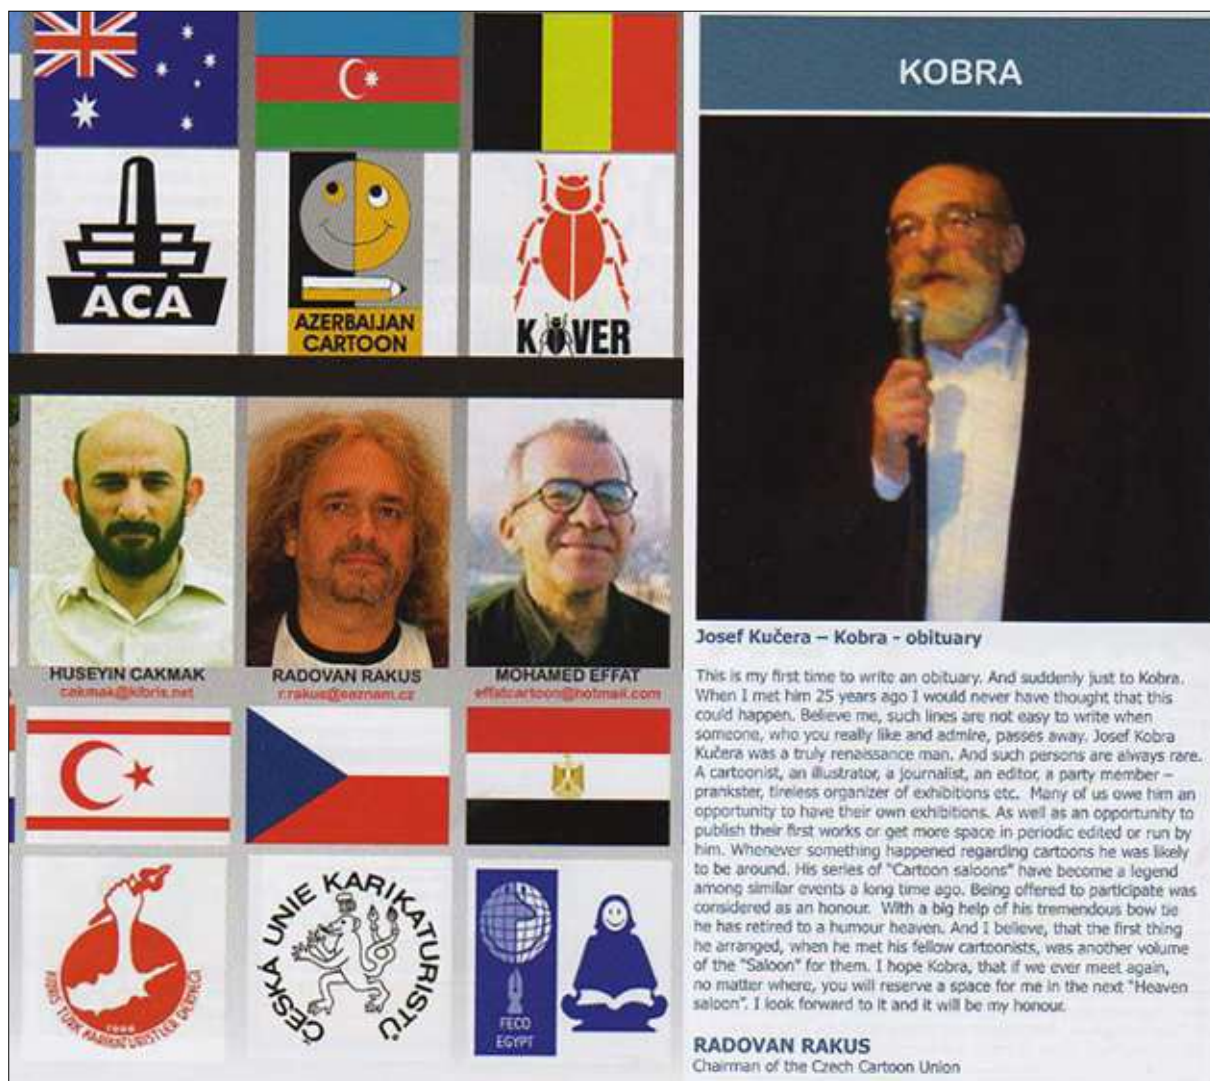 ACA
AZERBAIJAN
CARTOON
KOVER
HUSEYIN CAKMAK
cakmak@kibris.net
RADOVAN RAKUS
r.rakus@seznam.cz
MOHAMED EFFAT
effatcartoon@hotmail.com
KIBRIS TÜRK KARİKATÜRİSTLER DERNEĞİ
1986
ČESKÁ UNIE KARIKATURISTŮ
FECO
EGYPT
KOBRA
Josef Kučera – Kobra - obituary
This is my first time to write an obituary. And suddenly just to Kobra.
When I met him 25 years ago I would never have thought that this
could happen. Believe me, such lines are not easy to write when
someone, who you really like and admire, passes away. Josef Kobra
Kučera was a truly renaissance man. And such persons are always rare.
A cartoonist, an illustrator, a journalist, an editor, a party member –
prankster, tireless organizer of exhibitions etc. Many of us owe him an
opportunity to have their own exhibitions. As well as an opportunity to
publish their first works or get more space in periodic edited or run by
him. Whenever something happened regarding cartoons he was likely
to be around. His series of "Cartoon saloons" have become a legend
among similar events a long time ago. Being offered to participate was
considered as an honour. With a big help of his tremendous bow tie
he has retired to a humour heaven. And I believe, that the first thing
he arranged, when he met his fellow cartoonists, was another volume
of the "Saloon" for them. I hope Kobra, that if we ever meet again,
no matter where, you will reserve a space for me in the next "Heaven
saloon". I look forward to it and it will be my honour.
RADOVAN RAKUS
Chairman of the Czech Cartoon Union